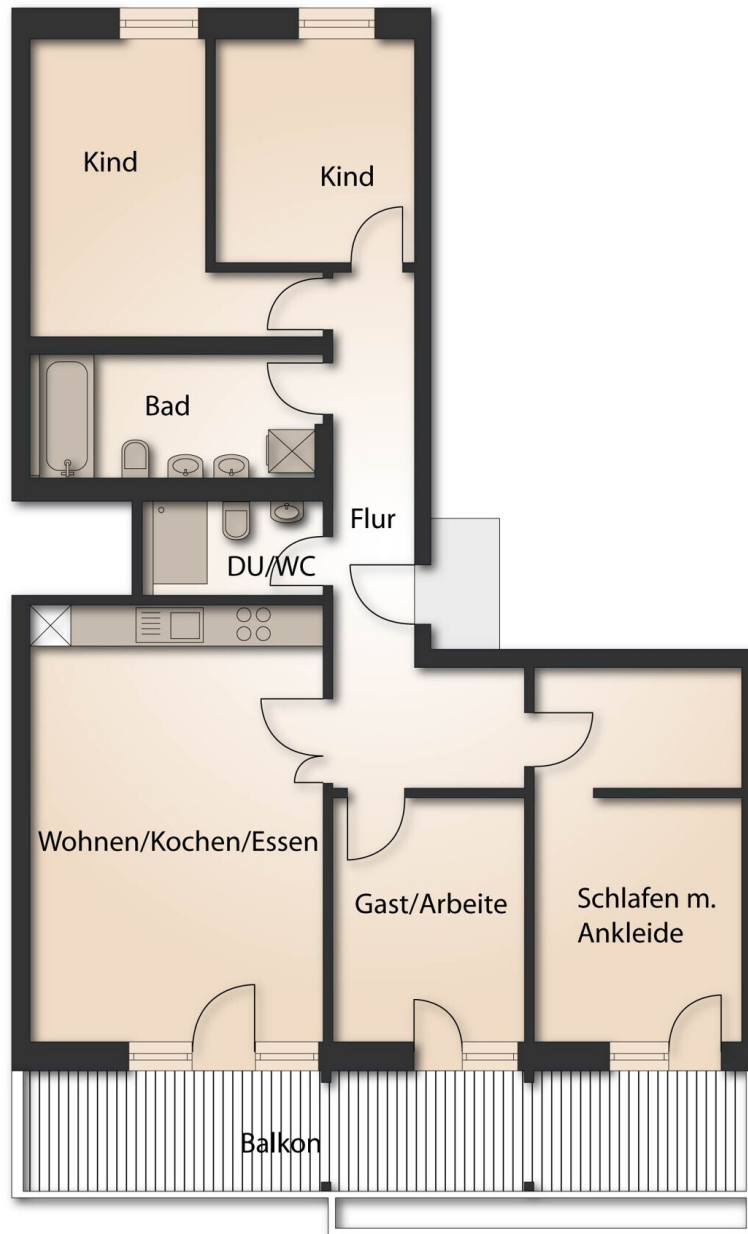 Kind
Kind
Bad
Flur
DU/WC
Wohnen/Kochen/Essen
Gast/Arbeite
Schlafen m.
Ankleide
Balkon